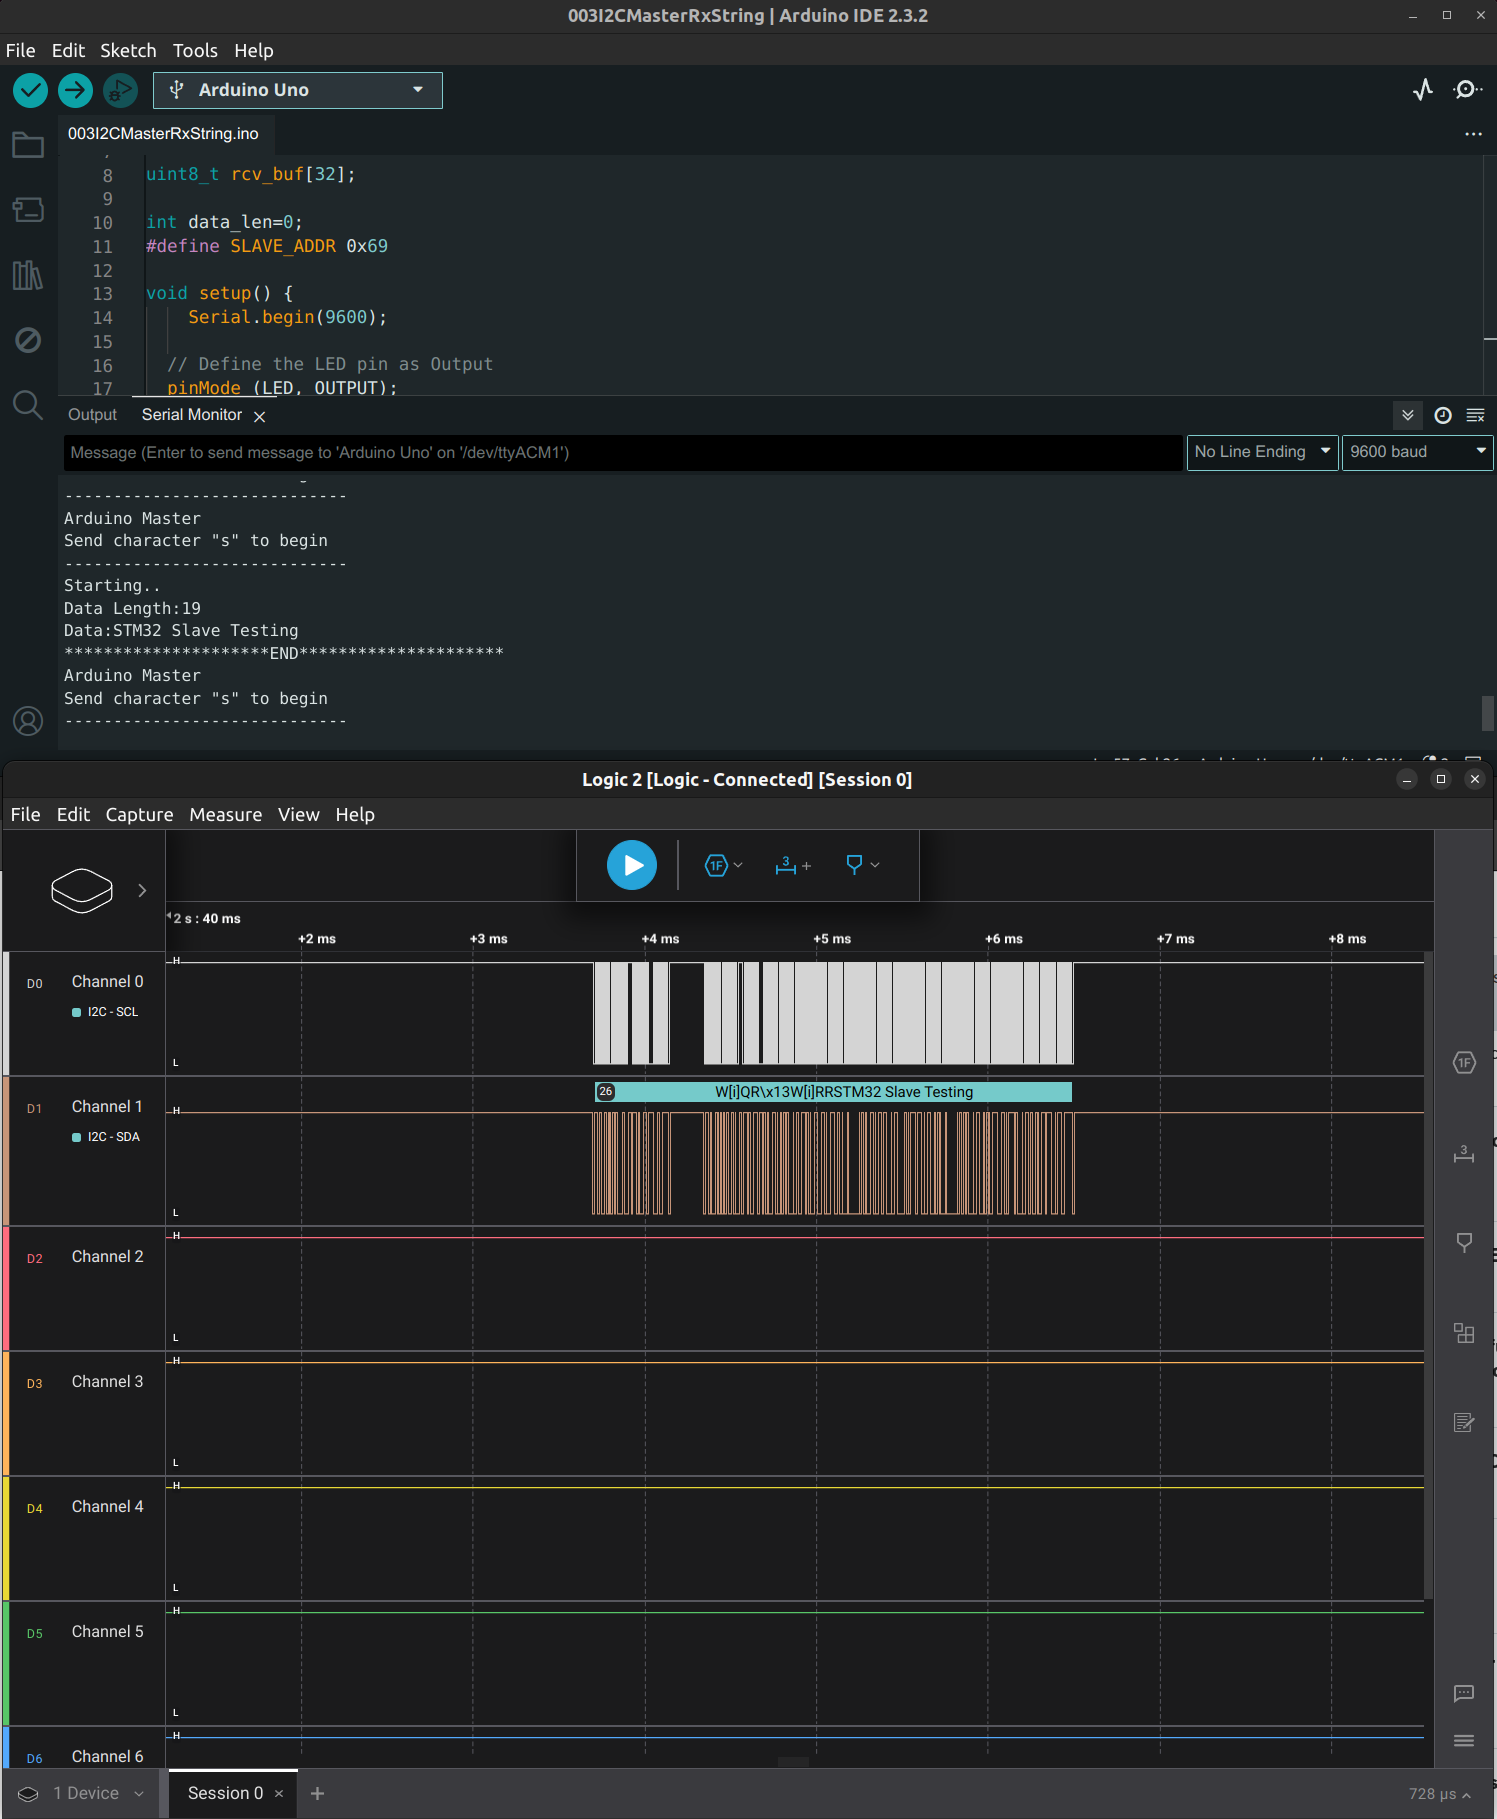 003I2CMasterRxString | Arduino IDE 2.3.2
File Edit Sketch Tools Help
Arduino Uno
003I2CMasterRxString.ino
8 uint8_t rcv_buf[32];
9
10 int data_len=0;
11 #define SLAVE_ADDR 0x69
12
13 void setup() {
14 Serial.begin(9600);
15
16 // Define the LED pin as Output
17 pinMode (LED, OUTPUT);
Output Serial Monitor
Message (Enter to send message to 'Arduino Uno' on '/dev/ttyACM1')
No Line Ending 9600 baud
-----------------------------
Arduino Master
Send character "s" to begin
-----------------------------
Starting..
Data Length:19
Data:STM32 Slave Testing
*********************END*********************
Arduino Master
Send character "s" to begin
-----------------------------
Logic 2 [Logic - Connected] [Session 0]
File Edit Capture Measure View Help
1F 3 +
2 s : 40 ms
+2 ms +3 ms +4 ms +5 ms +6 ms +7 ms +8 ms
D0 Channel 0 H
I2C - SCL
L
1F
26 W[i]QR\x13W[i]RRSTM32 Slave Testing
D1 Channel 1 H
I2C - SDA
3
L
D2 Channel 2 H
L
D3 Channel 3 H
L
D4 Channel 4 H
L
D5 Channel 5 H
L
D6 Channel 6 H
1 Device Session 0 × + 728 µs